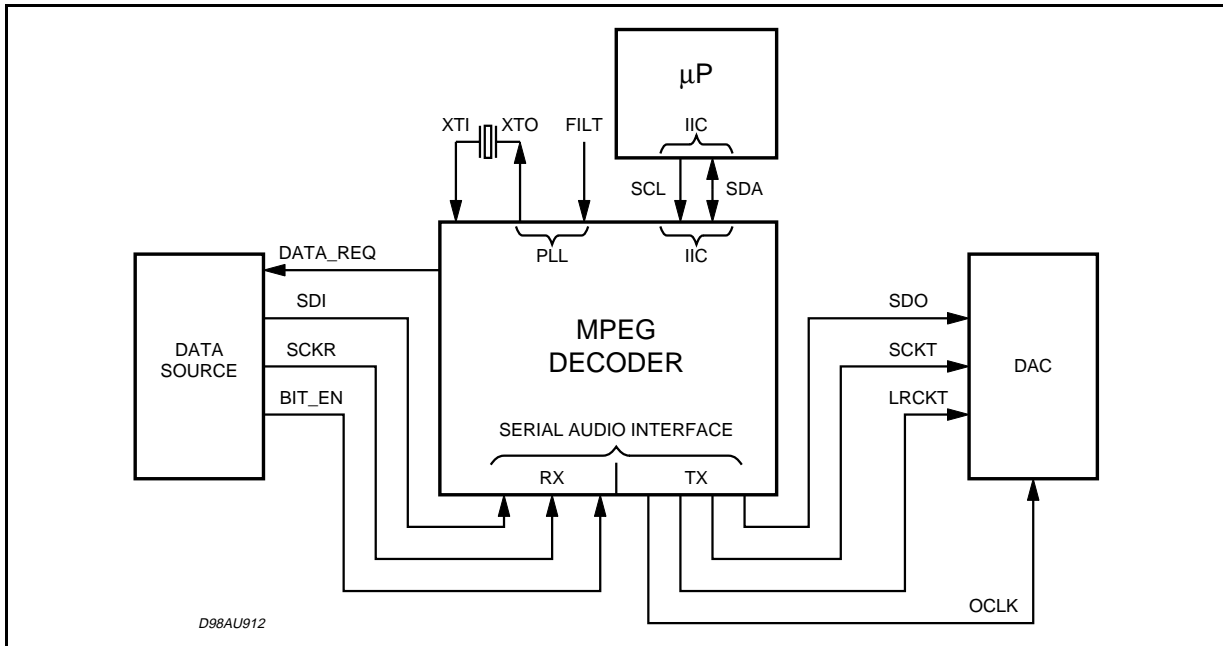 μP
XTI XTO FILT IIC
SCL SDA
DATA_REQ PLL IIC
SDI SDO
MPEG
DECODER
DATA
SOURCE
SCKR SCKT
DAC
BIT_EN LRCKT
SERIAL AUDIO INTERFACE
RX TX
OCLK
D98AU912